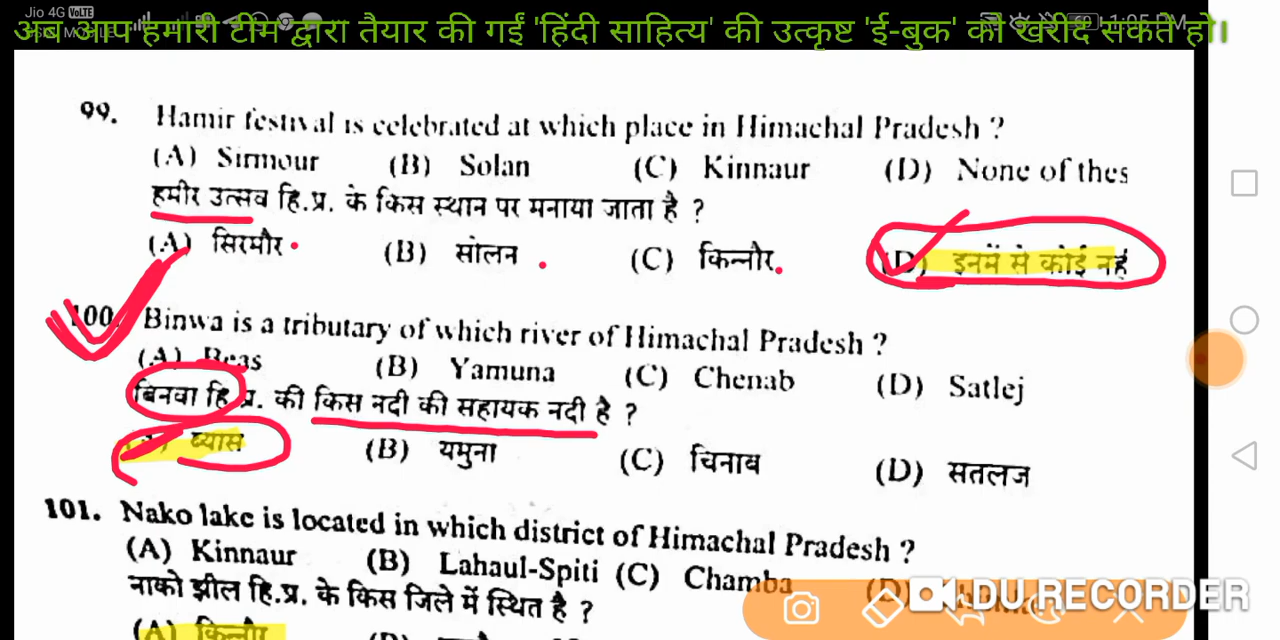 Jio 4G VoLTE
अब आप हमारी टीम द्वारा तैयार की गई 'हिंदी साहित्य' की उत्कृष्ट 'ई-बुक' को खरीद सकते हो।
99. Hamir festival is celebrated at which place in Himachal Pradesh ?
(A) Sirmour (B) Solan (C) Kinnaur (D) None of thes
हमीर उत्सव हि.प्र. के किस स्थान पर मनाया जाता है ?
(A) सिरमौर (B) सोलन (C) किन्नौर (D) इनमें से कोई नह
100. Binwa is a tributary of which river of Himachal Pradesh ?
(A) Beas (B) Yamuna (C) Chenab (D) Satlej
बिनवा हि.प्र. की किस नदी की सहायक नदी है ?
(A) ब्यास (B) यमुना (C) चिनाब (D) सतलज
101. Nako lake is located in which district of Himachal Pradesh ?
(A) Kinnaur (B) Lahaul-Spiti (C) Chamba (D)
नाको झील हि.प्र. के किस जिले में स्थित है ?
(A) किन्नौर (B)
DU RECORDER